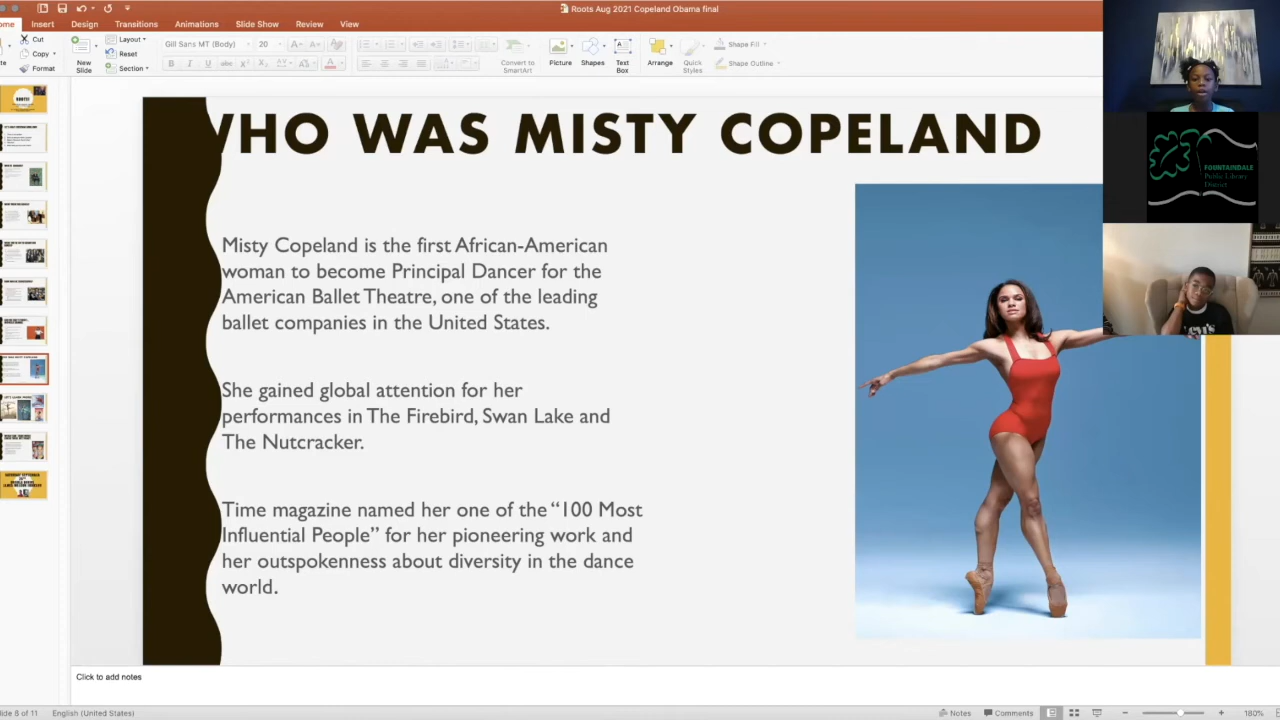 Roots Aug 2021 Copeland Obama final
Insert Design Transitions Animations Slide Show Review View
Cut
Copy
Format
New
Slide
Layout
Reset
Section
Gill Sans MT (Body) 20
Convert to
SmartArt
Picture
Shapes
Text
Box
Arrange
Quick
Styles
Shape Fill
Shape Outline
WHO WAS MISTY COPELAND
Misty Copeland is the first African-American
woman to become Principal Dancer for the
American Ballet Theatre, one of the leading
ballet companies in the United States.
She gained global attention for her
performances in The Firebird, Swan Lake and
The Nutcracker.
Time magazine named her one of the “100 Most
Influential People” for her pioneering work and
her outspokenness about diversity in the dance
world.
FOUNTAINDALE
Public Library
District
Click to add notes
lide 8 of 11 English (United States) Notes Comments 180%